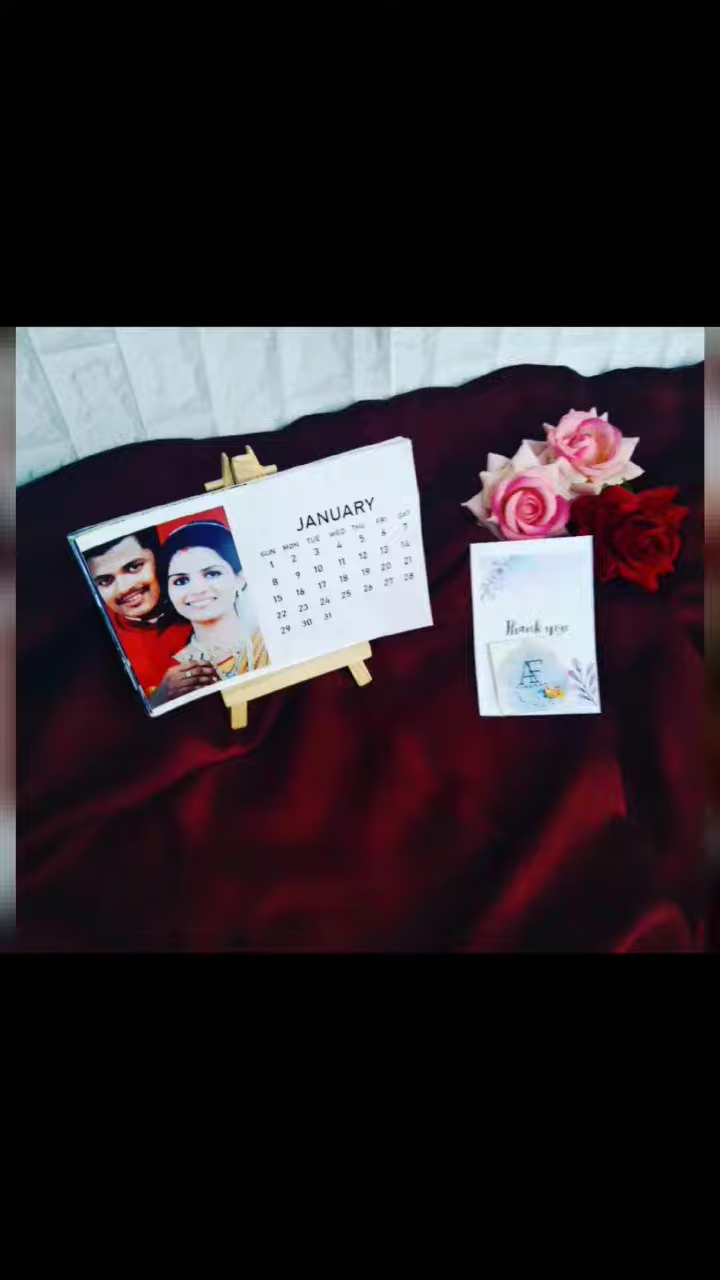 JANUARY
SUN MON TUE WED THU FRI SAT
1 2 3 4 5 6 7
8 9 10 11 12 13 14
15 16 17 18 19 20 21
22 23 24 25 26 27 28
29 30 31
Thank you